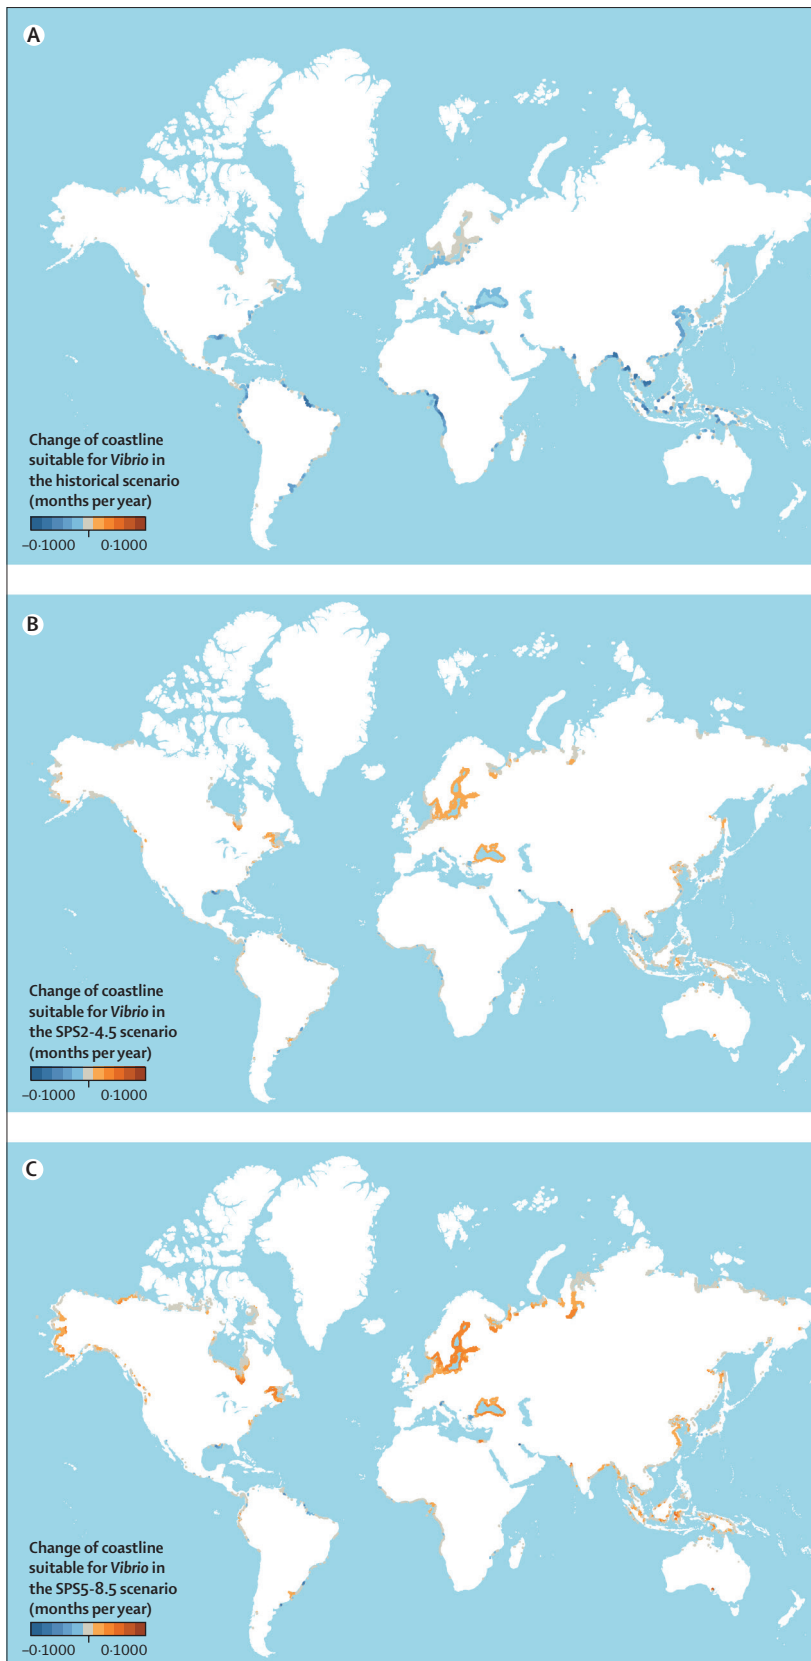 A
Change of coastline
suitable for Vibrio in
the historical scenario
(months per year)
–0·1000 0·1000
B
Change of coastline
suitable for Vibrio in
the SPS2-4.5 scenario
(months per year)
–0·1000 0·1000
C
Change of coastline
suitable for Vibrio in
the SPS5-8.5 scenario
(months per year)
–0·1000 0·1000